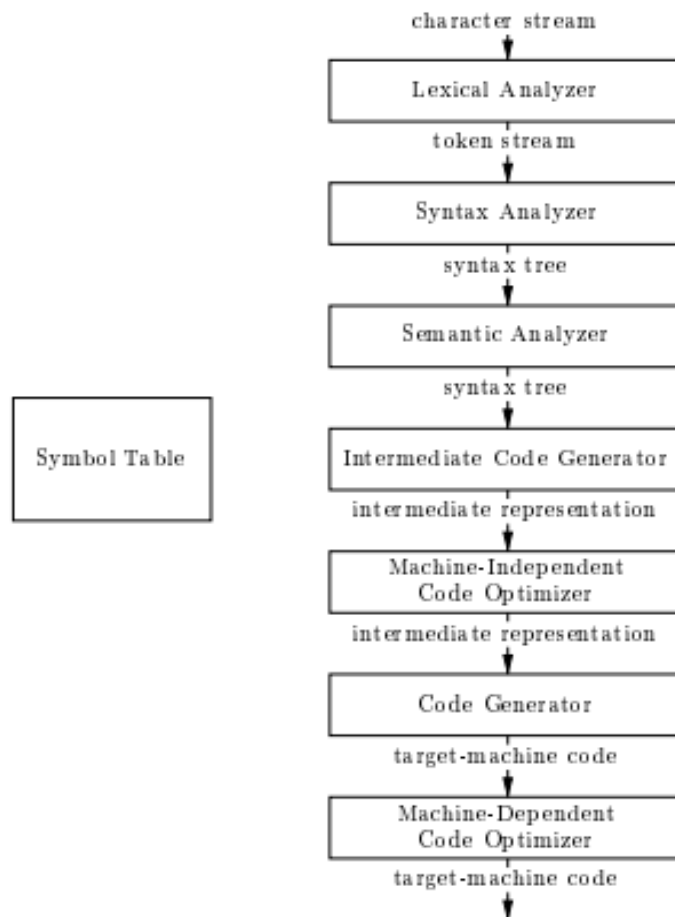 character stream
Lexical Analyzer
token stream
Syntax Analyzer
syntax tree
Semantic Analyzer
syntax tree
Symbol Table
Intermediate Code Generator
intermediate representation
Machine-Independent
Code Optimizer
intermediate representation
Code Generator
target-machine code
Machine-Dependent
Code Optimizer
target-machine code